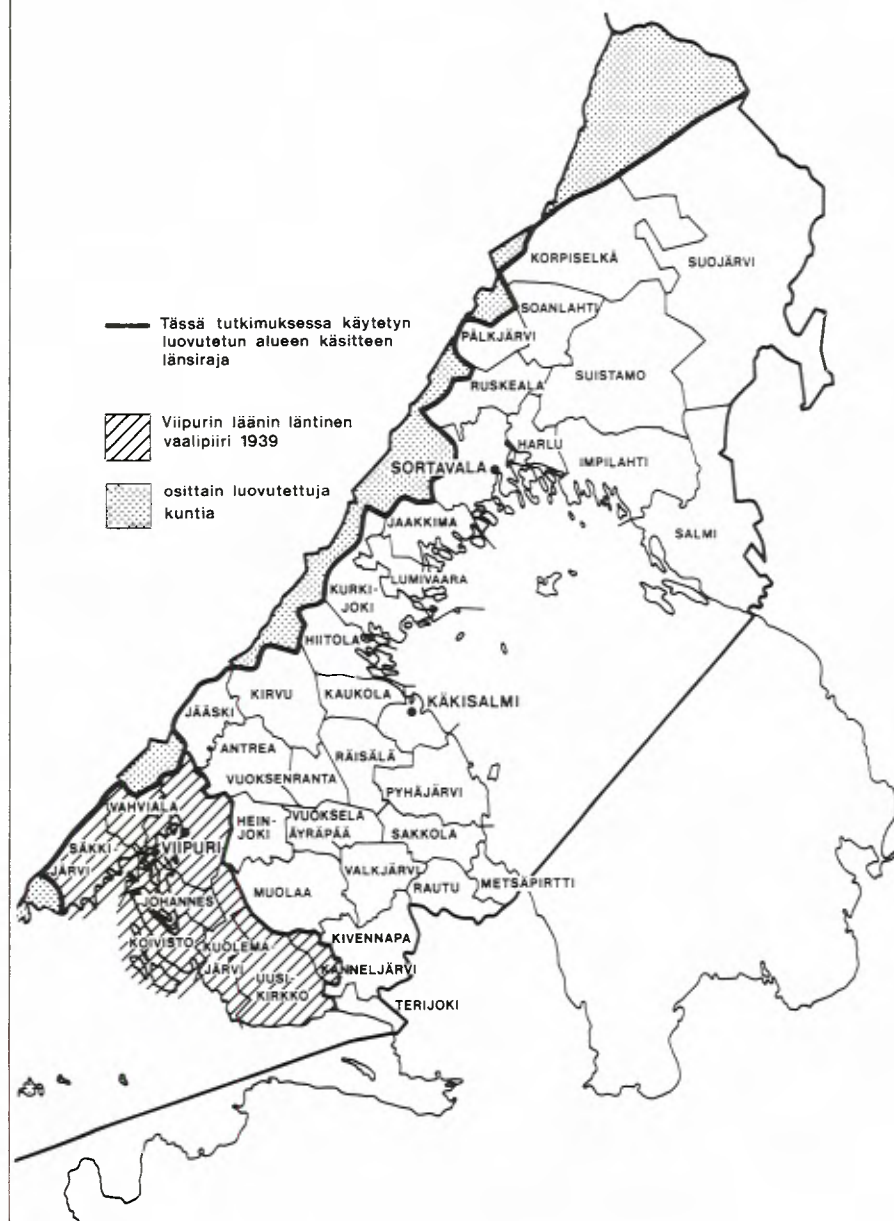 Tässä tutkimuksessa käytetyn
luovutetun alueen käsitteen
länsiraja
Viipurin läänin läntinen
vaalipiiri 1939
osittain luovutettuja
kuntia
KORPISELKÄ
SUOJÄRVI
SOANLAHTI
PÄLKJÄRVI
SUISTAMO
RUSKEALA
HARLU
SORTAVALA
IMPILAHTI
JAAKKIMA
SALMI
LUMIVAARA
KURKI-
JOKI
HIITOLA
KIRVU
KAUKOLA
KÄKISALMI
JÄÄSKI
ANTREA
RÄISÄLÄ
VUOKSENRANTA
PYHÄJÄRVI
VAHVIALA
HEIN-
JOKI
VUOKSELA
ÄYRÄPÄÄ
SAKKOLA
SÄKKI-
JÄRVI
VIIPURI
VALKJÄRVI
MUOLAA
RAUTU
METSÄPIRTTI
JOHANNES
KOIVISTO
KUOLEMA-
JÄRVI
KIVENNAPA
KANNELJÄRVI
UUSI-
KIRKKO
TERIJOKI